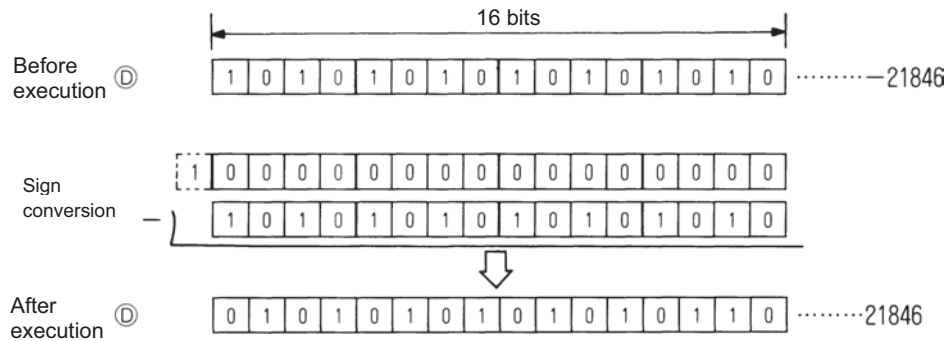 16 bits
Before
execution Ⓓ 1 0 1 0 1 0 1 0 1 0 1 0 1 0 1 0 ········· –21846
1 0 0 0 0 0 0 0 0 0 0 0 0 0 0 0 0
Sign
conversion
– 1 0 1 0 1 0 1 0 1 0 1 0 1 0 1 0
After
execution Ⓓ 0 1 0 1 0 1 0 1 0 1 0 1 0 1 1 0 ········· 21846